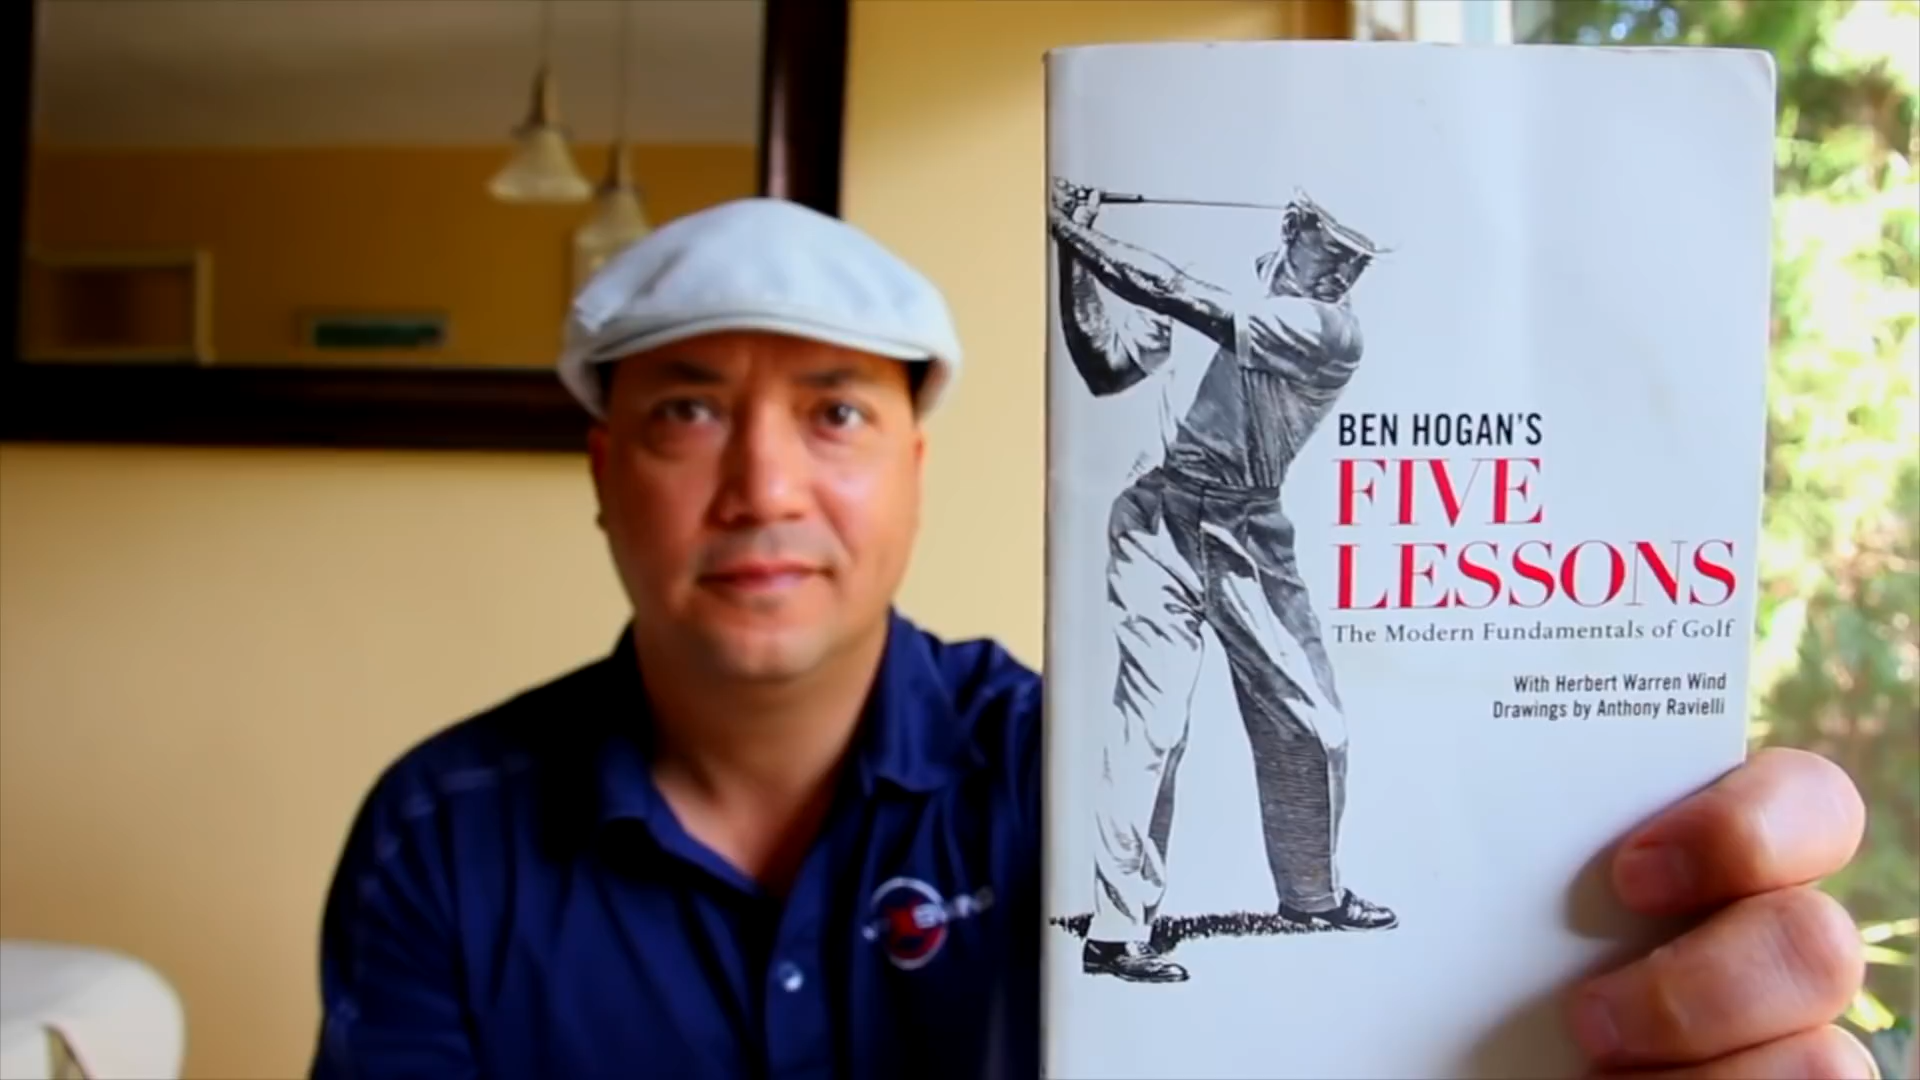 BEN HOGAN'S
FIVE
LESSONS
The Modern Fundamentals of Golf
With Herbert Warren Wind
Drawings by Anthony Ravielli